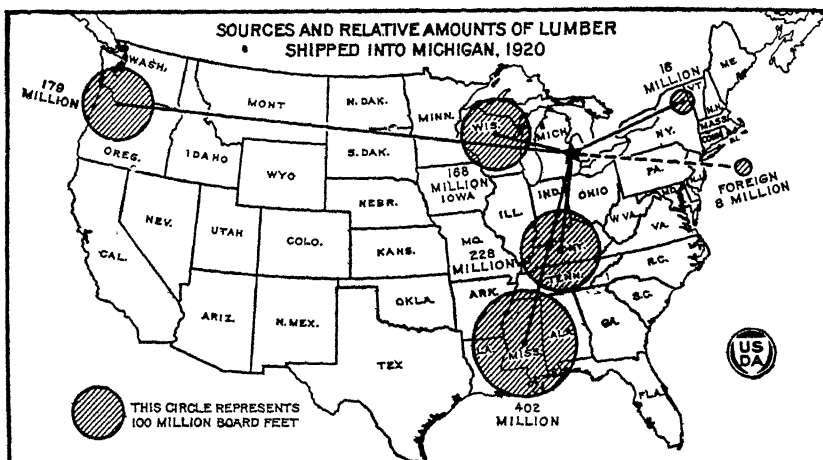 SOURCES AND RELATIVE AMOUNTS OF LUMBER
SHIPPED INTO MICHIGAN, 1920
179
MILLION
WASH.
MONT
N. DAK.
MINN.
WIS.
MICH
16
MILLION
ME.
VT
N.H.
MASS.
CONN
N.Y.
OREG.
IDAHO
WYO
S. DAK.
168
MILLION
IOWA
NEBR.
ILL.
IND.
OHIO
PA.
N.J.
FOREIGN
8 MILLION
NEV.
UTAH
COLO.
KANS.
MO.
228
MILLION
W.VA.
VA.
CAL.
ARIZ.
N. MEX.
OKLA.
ARK.
TENN.
S.C.
TEX
LA.
MISS.
ALA.
GA.
FLA.
US
DA
THIS CIRCLE REPRESENTS
100 MILLION BOARD FEET
402
MILLION